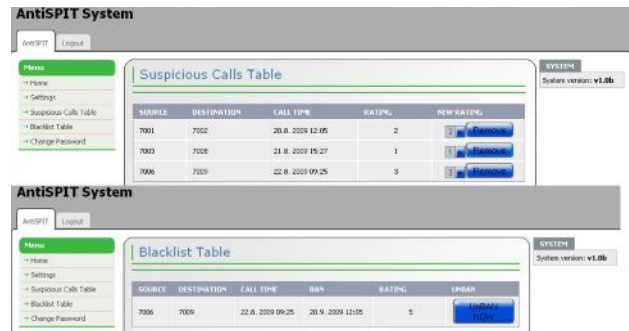 AntiSPIT System
AntiSPIT Logout
Menu
Home
Settings
Suspicious Calls Table
Blacklist Table
Change Password
Suspicious Calls Table
SOURCE DESTINATION CALL TIME RATING NEW RATING
7001 7002 20.8. 2009 12:05 2 2 Remove
7003 7008 21.8. 2009 15:27 1 1 Remove
7006 7009 22.8. 2009 09:25 3 3 Remove
SYSTEM
System version: v1.0b
AntiSPIT System
AntiSPIT Logout
Menu
Home
Settings
Suspicious Calls Table
Blacklist Table
Change Password
Blacklist Table
SOURCE DESTINATION CALL TIME BAN RATING UNBAN
7006 7009 22.8. 2009 09:25 20.9. 2009 12:05 5 UnBAN
NOW
SYSTEM
System version: v1.0b